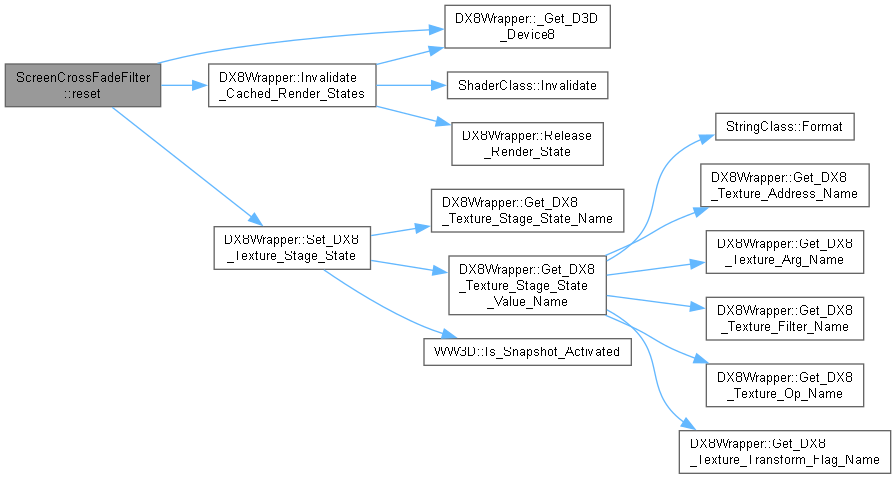 ScreenCrossFadeFilter
::reset
DX8Wrapper::_Get_D3D
_Device8
DX8Wrapper::Invalidate
_Cached_Render_States
ShaderClass::Invalidate
DX8Wrapper::Release
_Render_State
DX8Wrapper::Set_DX8
_Texture_Stage_State
DX8Wrapper::Get_DX8
_Texture_Stage_State_Name
DX8Wrapper::Get_DX8
_Texture_Stage_State
_Value_Name
WW3D::Is_Snapshot_Activated
StringClass::Format
DX8Wrapper::Get_DX8
_Texture_Address_Name
DX8Wrapper::Get_DX8
_Texture_Arg_Name
DX8Wrapper::Get_DX8
_Texture_Filter_Name
DX8Wrapper::Get_DX8
_Texture_Op_Name
DX8Wrapper::Get_DX8
_Texture_Transform_Flag_Name